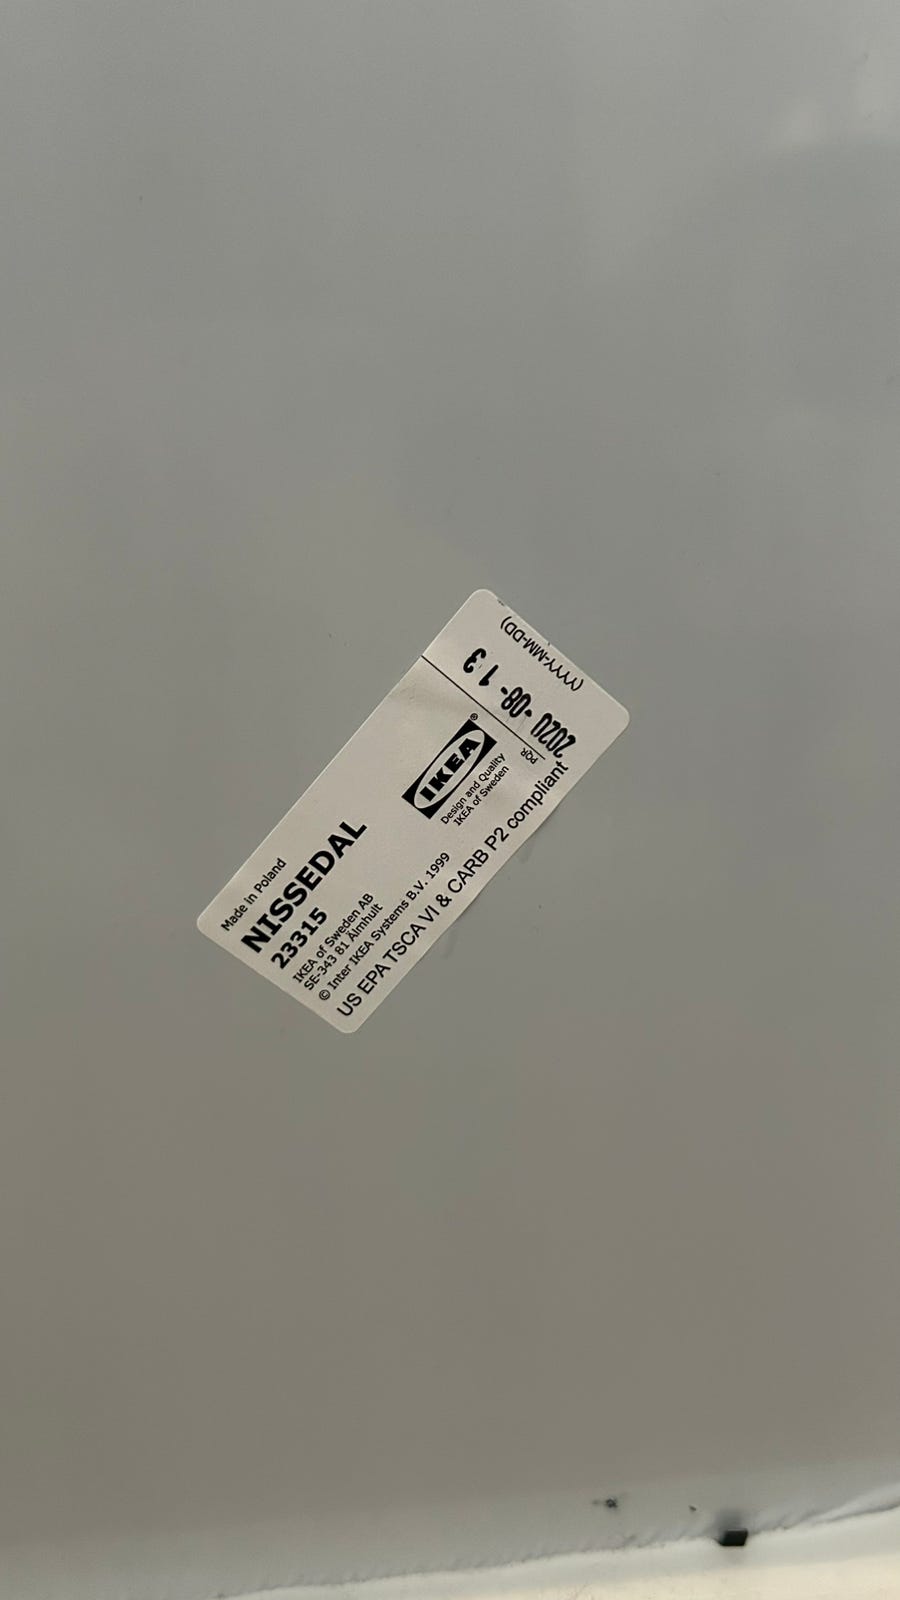 Made in Poland
NISSEDAL
23315
IKEA of Sweden AB
SE-343 81 Älmhult
© Inter IKEA Systems B.V. 1999
US EPA TSCA VI & CARB P2 compliant
IKEA®
Design and Quality
IKEA of Sweden
PQR
2020-08-13
(YYYY-MM-DD)